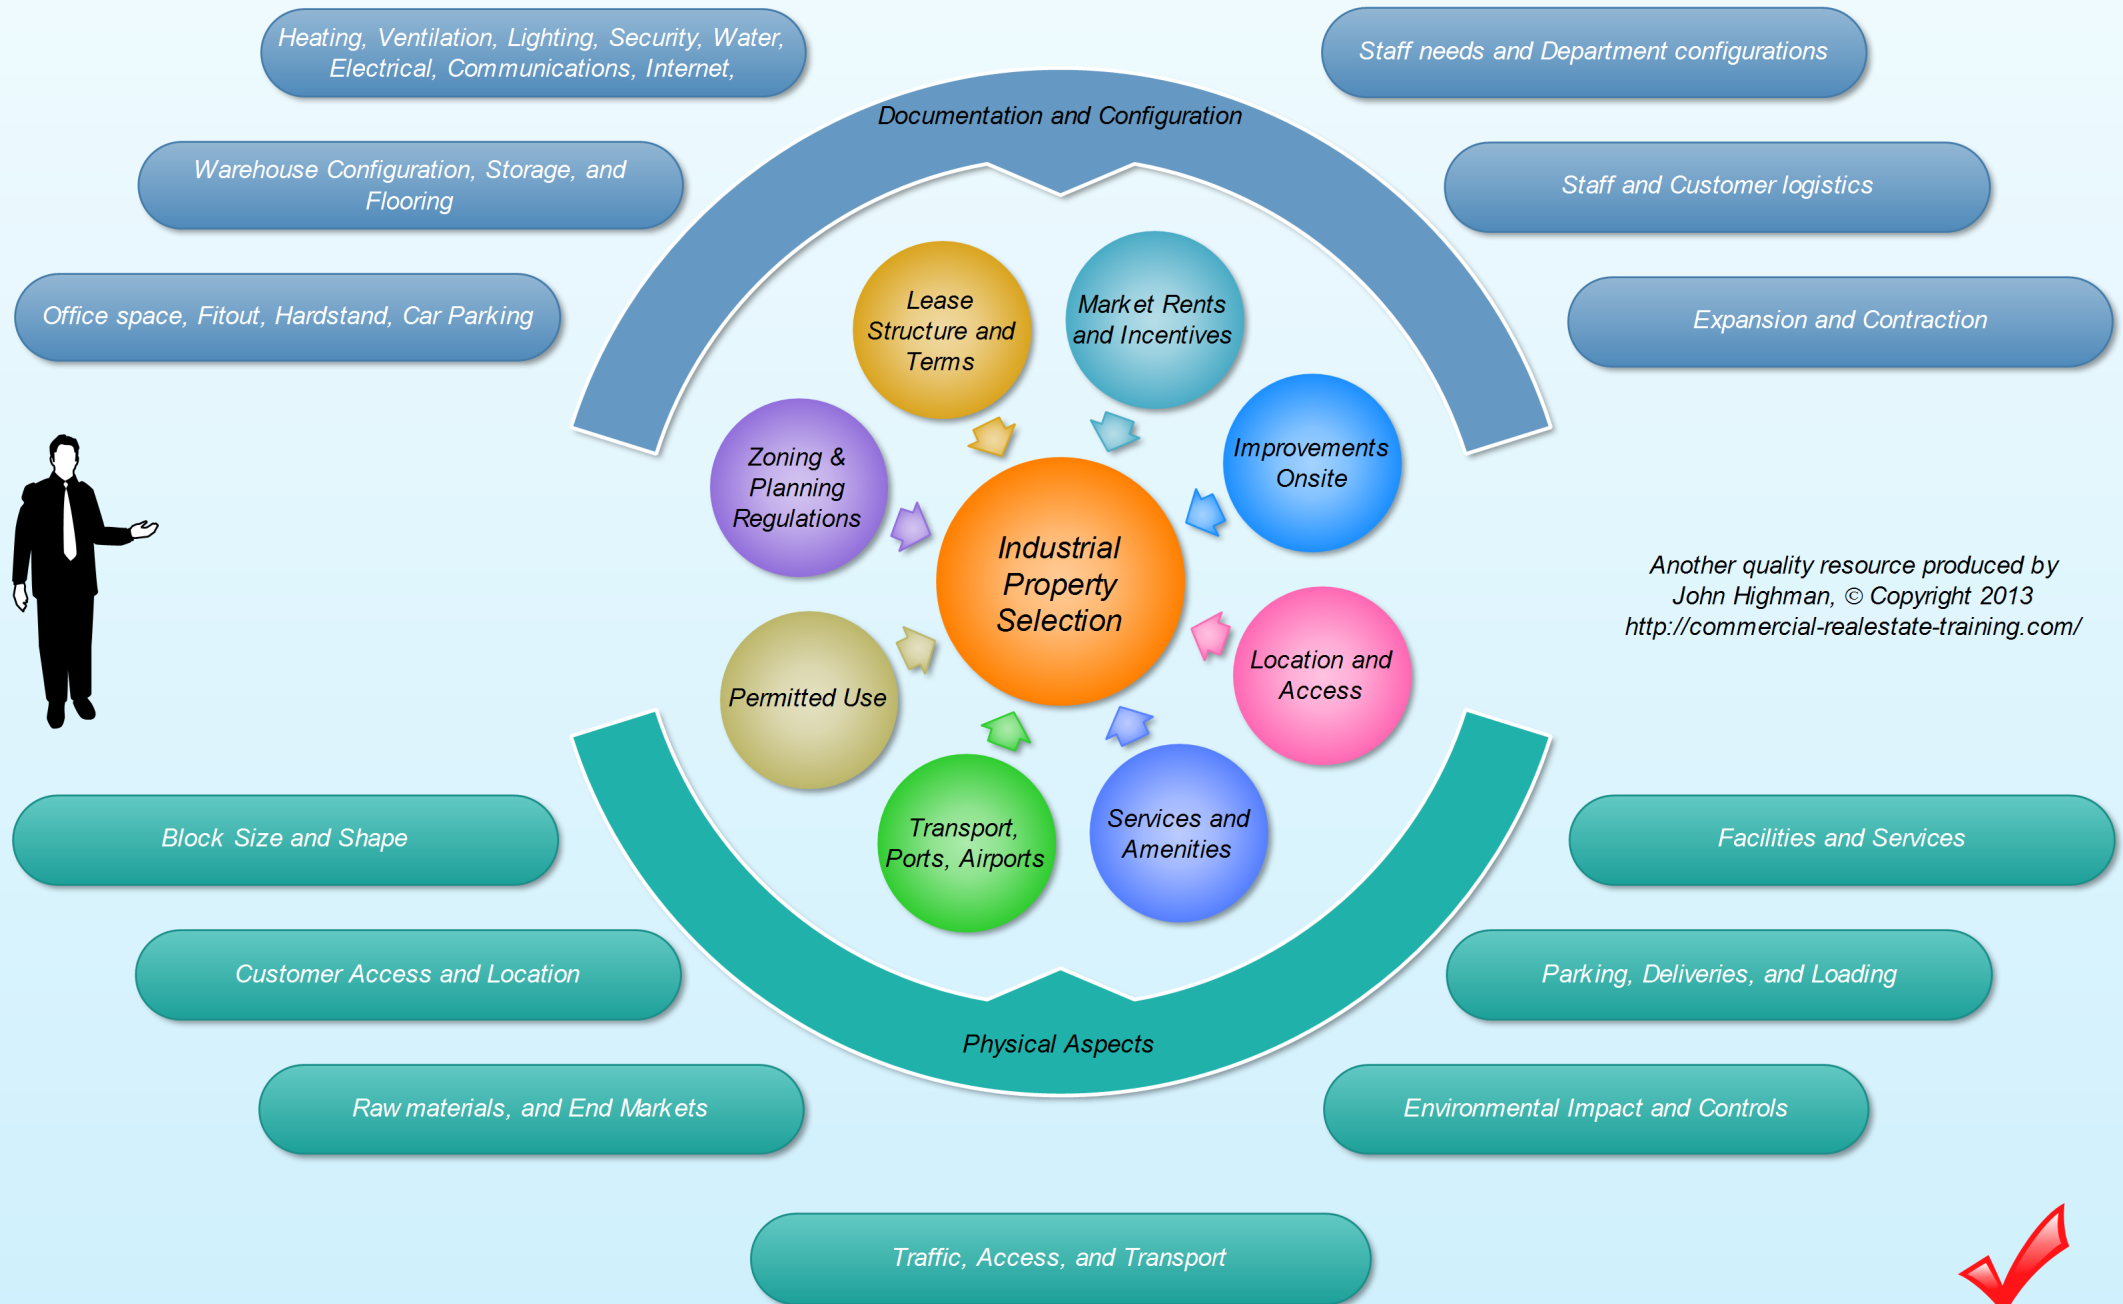 Heating, Ventilation, Lighting, Security, Water,
Electrical, Communications, Internet,
Staff needs and Department configurations
Documentation and Configuration
Warehouse Configuration, Storage, and
Flooring
Staff and Customer logistics
Office space, Fitout, Hardstand, Car Parking
Expansion and Contraction
Lease
Structure and
Terms
Market Rents
and Incentives
Zoning &
Planning
Regulations
Improvements
Onsite
Industrial
Property
Selection
Another quality resource produced by
John Highman, © Copyright 2013
http://commercial-realestate-training.com/
Permitted Use
Location and
Access
Transport,
Ports, Airports
Services and
Amenities
Block Size and Shape
Facilities and Services
Customer Access and Location
Parking, Deliveries, and Loading
Physical Aspects
Raw materials, and End Markets
Environmental Impact and Controls
Traffic, Access, and Transport